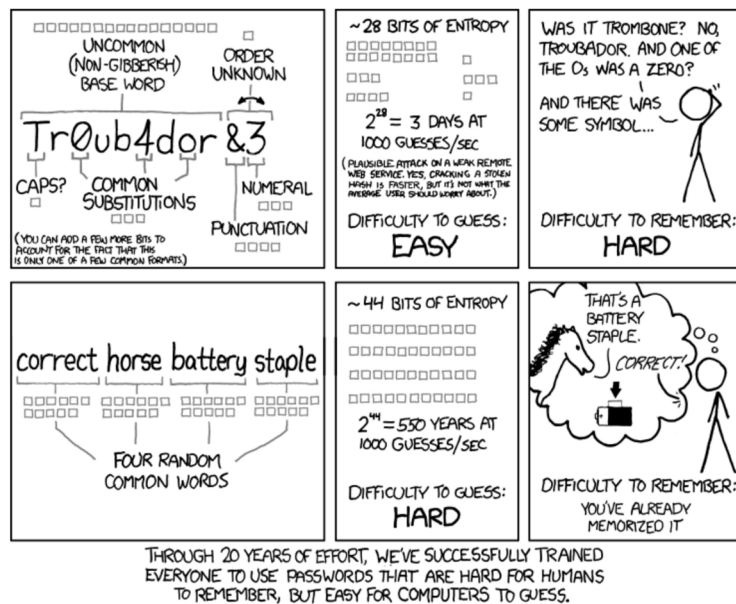 UNCOMMON
(NON-GIBBERISH)
BASE WORD
ORDER
UNKNOWN
Tr0ub4dor &3
CAPS?
COMMON
SUBSTITUTIONS
NUMERAL
PUNCTUATION
(YOU CAN ADD A FEW MORE BITS TO
ACCOUNT FOR THE FACT THAT THIS
IS ONLY ONE OF A FEW COMMON FORMATS.)
~28 BITS OF ENTROPY
2²⁸ = 3 DAYS AT
1000 GUESSES/SEC
(PLAUSIBLE ATTACK ON A WEAK REMOTE
WEB SERVICE. YES, CRACKING A STOLEN
HASH IS FASTER, BUT IT'S NOT WHAT THE
AVERAGE USER SHOULD WORRY ABOUT.)
DIFFICULTY TO GUESS:
EASY
WAS IT TROMBONE? NO,
TROUBADOR. AND ONE OF
THE Os WAS A ZERO?
AND THERE WAS
SOME SYMBOL...
DIFFICULTY TO REMEMBER:
HARD
correct horse battery staple
FOUR RANDOM
COMMON WORDS
~44 BITS OF ENTROPY
2⁴⁴ = 550 YEARS AT
1000 GUESSES/SEC
DIFFICULTY TO GUESS:
HARD
THAT'S A
BATTERY
STAPLE.
CORRECT!
DIFFICULTY TO REMEMBER:
YOU'VE ALREADY
MEMORIZED IT
THROUGH 20 YEARS OF EFFORT, WE'VE SUCCESSFULLY TRAINED
EVERYONE TO USE PASSWORDS THAT ARE HARD FOR HUMANS
TO REMEMBER, BUT EASY FOR COMPUTERS TO GUESS.